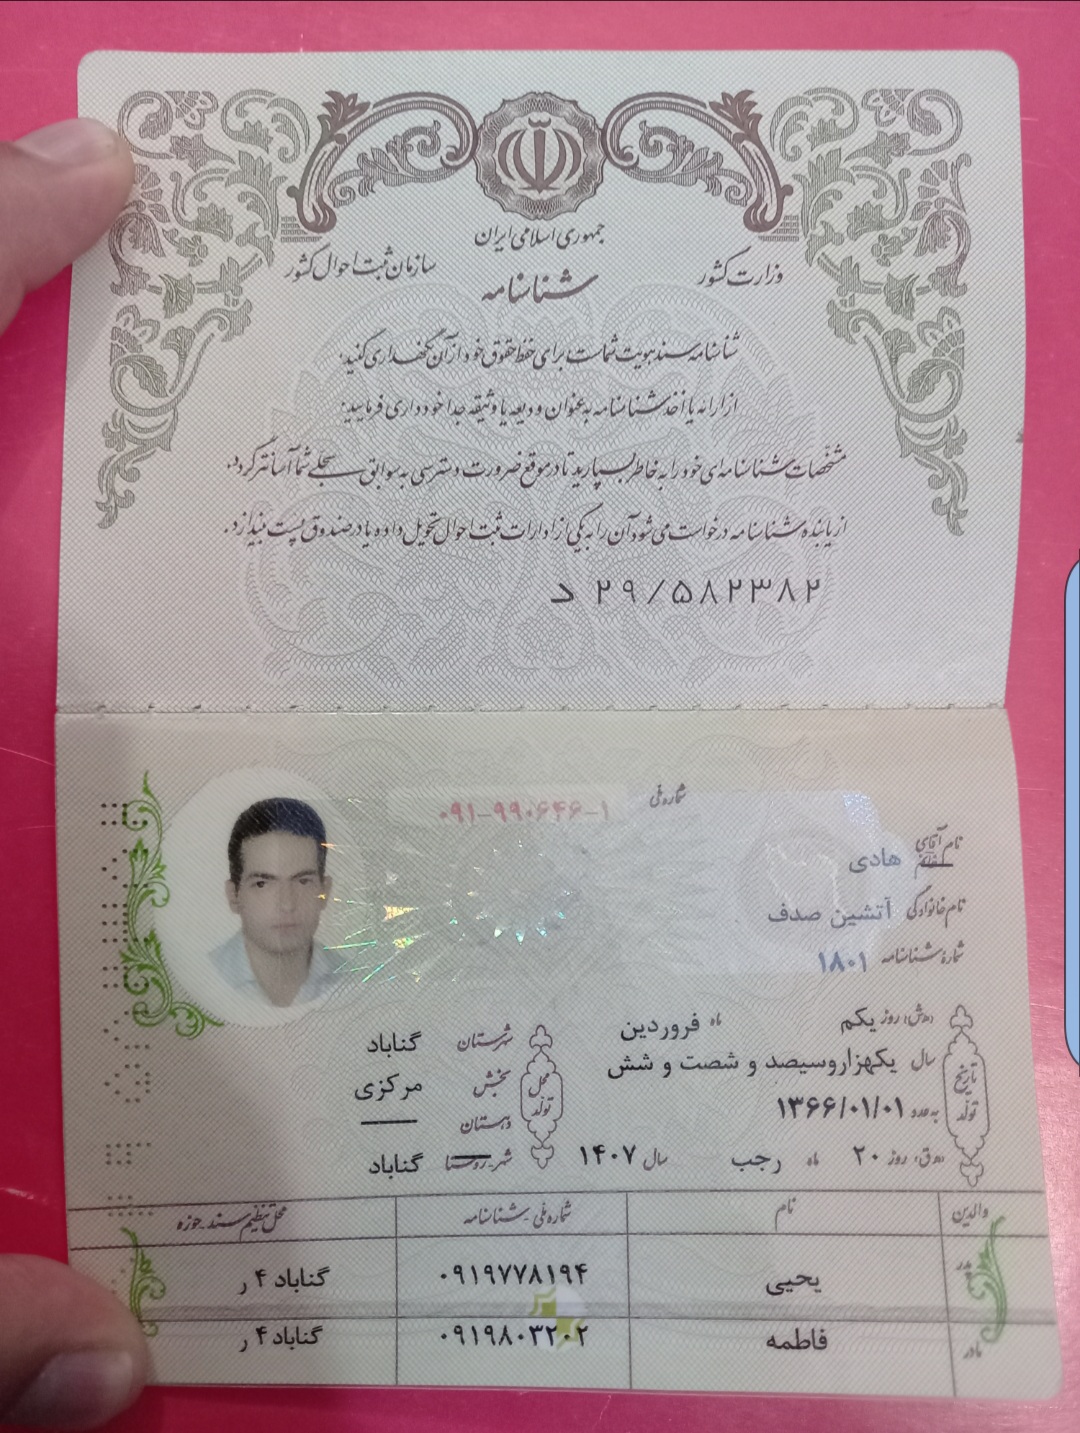 جمهوری اسلامی ایران
وزارت کشور
سازمان ثبت احوال کشور
شناسنامه
شناسنامه سند هویت شماست برای حفظ حقوق خود از آن نگهداری کنید.
از ارائه یا اخذ شناسنامه به عنوان ودیعه یا وثیقه جدا خودداری فرمایید.
مشخصات شناسنامه‌ای خود را به خاطر بسپارید تا در موقع ضرورت دسترسی به سوابق سجلی شما آسانتر گردد.
از یابنده شناسنامه درخواست می شود آن را به یکی از ادارات ثبت احوال تحویل داده یا در صندوق پست بیندازد.
د ۲۹/۵۸۲۳۸۲
شماره ملی ۰۹۱-۹۹۰۶۴۶-۱
نام آقای خانم هادی
نام خانوادگی آتشین صدف
شماره شناسنامه ۱۸۰۱
تاریخ تولد
(ه.ش) روز یکم ماه فروردین
سال یکهزاروسیصد و شصت و شش
به عدد ۱۳۶۶/۰۱/۰۱
(ه.ق) روز ۲۰ ماه رجب سال ۱۴۰۷
محل تولد
شهرستان گناباد
بخش مرکزی
دهستان ——
شهر-روستا گناباد
والدین نام شماره ملی-شناسنامه محل تنظیم سند-حوزه
پدر یحیی ۰۹۱۹۷۷۸۱۹۴ گناباد ۴ ر
مادر فاطمه ۰۹۱۹۸۰۳۲۰۲ گناباد ۴ ر